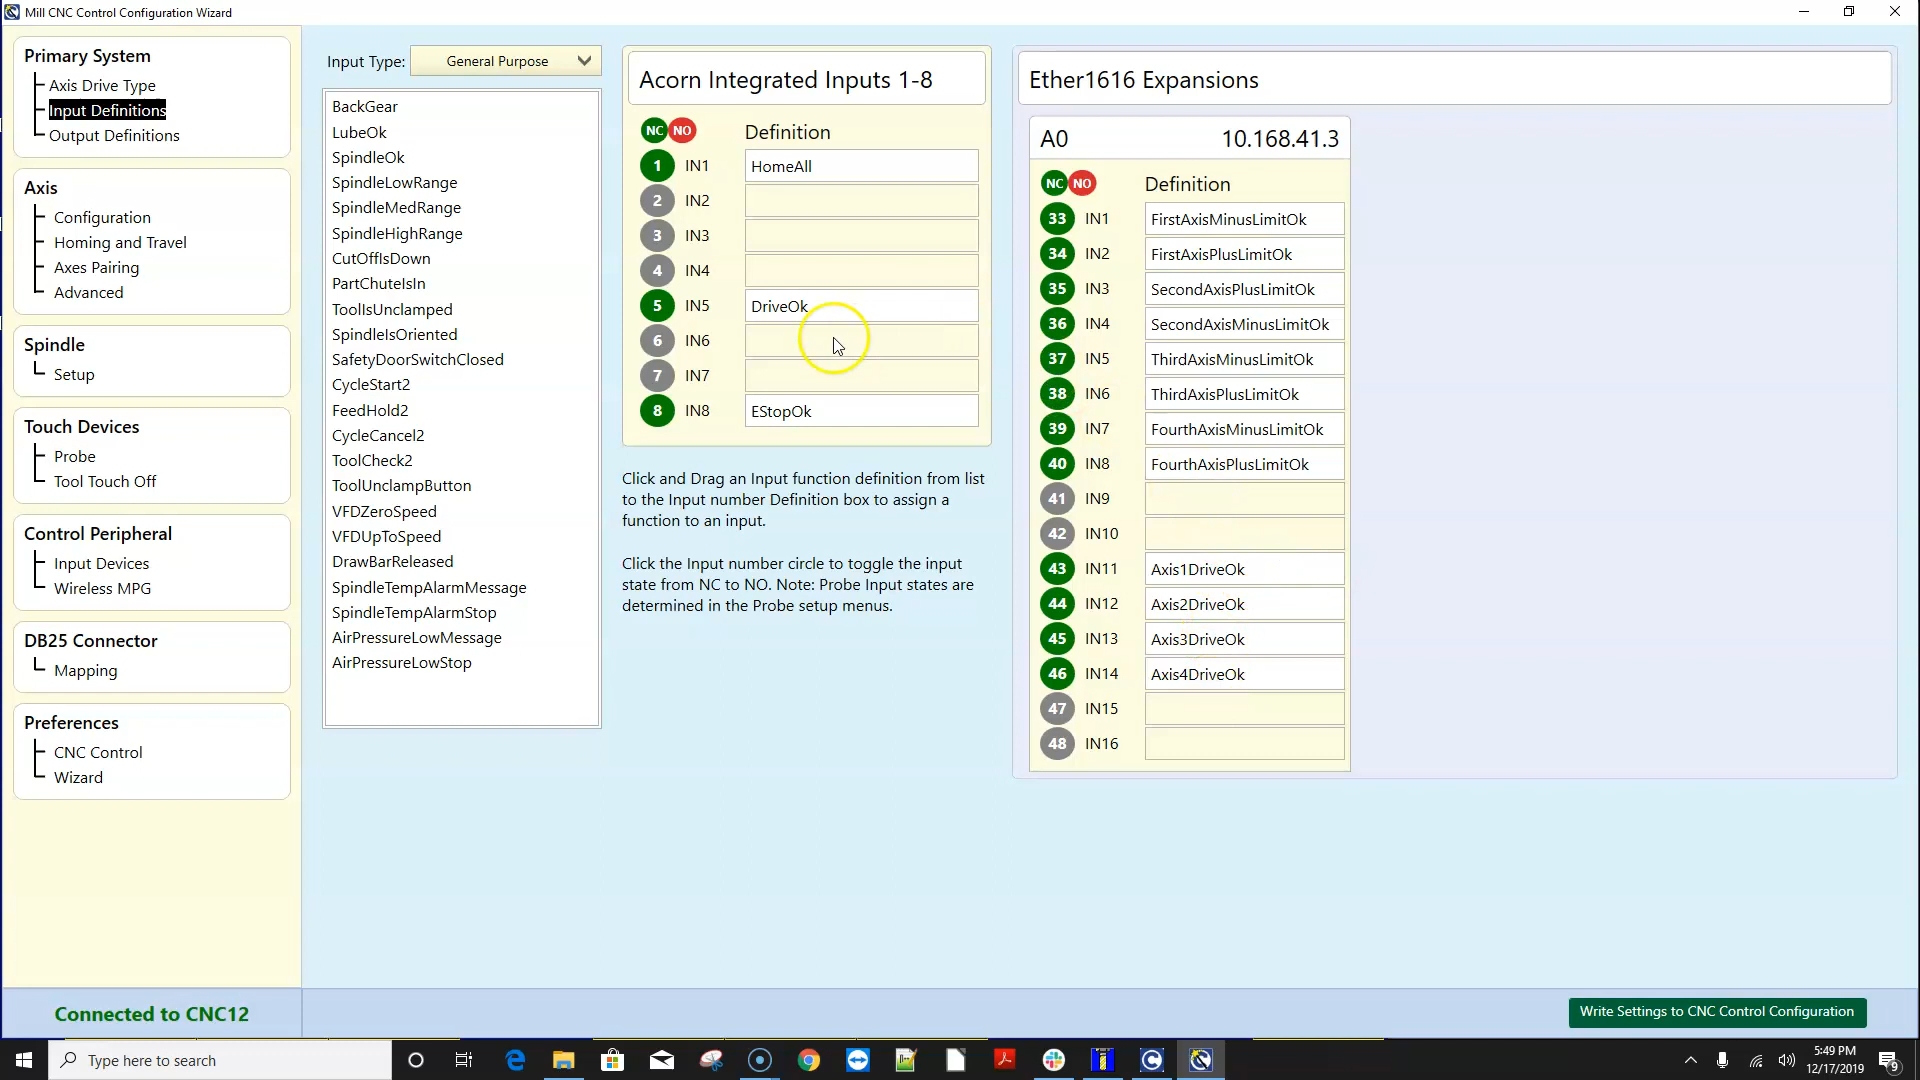 Mill CNC Control Configuration Wizard
Primary System
Axis Drive Type
Input Definitions
Output Definitions
Axis
Configuration
Homing and Travel
Axes Pairing
Advanced
Spindle
Setup
Touch Devices
Probe
Tool Touch Off
Control Peripheral
Input Devices
Wireless MPG
DB25 Connector
Mapping
Preferences
CNC Control
Wizard
Connected to CNC12
Input Type: General Purpose
BackGear
LubeOk
SpindleOk
SpindleLowRange
SpindleMedRange
SpindleHighRange
CutOffIsDown
PartChuteIsIn
ToolIsUnclamped
SpindleIsOriented
SafetyDoorSwitchClosed
CycleStart2
FeedHold2
CycleCancel2
ToolCheck2
ToolUnclampButton
VFDZeroSpeed
VFDUpToSpeed
DrawBarReleased
SpindleTempAlarmMessage
SpindleTempAlarmStop
AirPressureLowMessage
AirPressureLowStop
Acorn Integrated Inputs 1-8
NC NO Definition
1 IN1 HomeAll
2 IN2
3 IN3
4 IN4
5 IN5 DriveOk
6 IN6
7 IN7
8 IN8 EStopOk
Click and Drag an Input function definition from list
to the Input number Definition box to assign a
function to an input.
Click the Input number circle to toggle the input
state from NC to NO. Note: Probe Input states are
determined in the Probe setup menus.
Ether1616 Expansions
A0 10.168.41.3
NC NO Definition
33 IN1 FirstAxisMinusLimitOk
34 IN2 FirstAxisPlusLimitOk
35 IN3 SecondAxisPlusLimitOk
36 IN4 SecondAxisMinusLimitOk
37 IN5 ThirdAxisMinusLimitOk
38 IN6 ThirdAxisPlusLimitOk
39 IN7 FourthAxisMinusLimitOk
40 IN8 FourthAxisPlusLimitOk
41 IN9
42 IN10
43 IN11 Axis1DriveOk
44 IN12 Axis2DriveOk
45 IN13 Axis3DriveOk
46 IN14 Axis4DriveOk
47 IN15
48 IN16
Write Settings to CNC Control Configuration
Type here to search
5:49 PM
12/17/2019
9